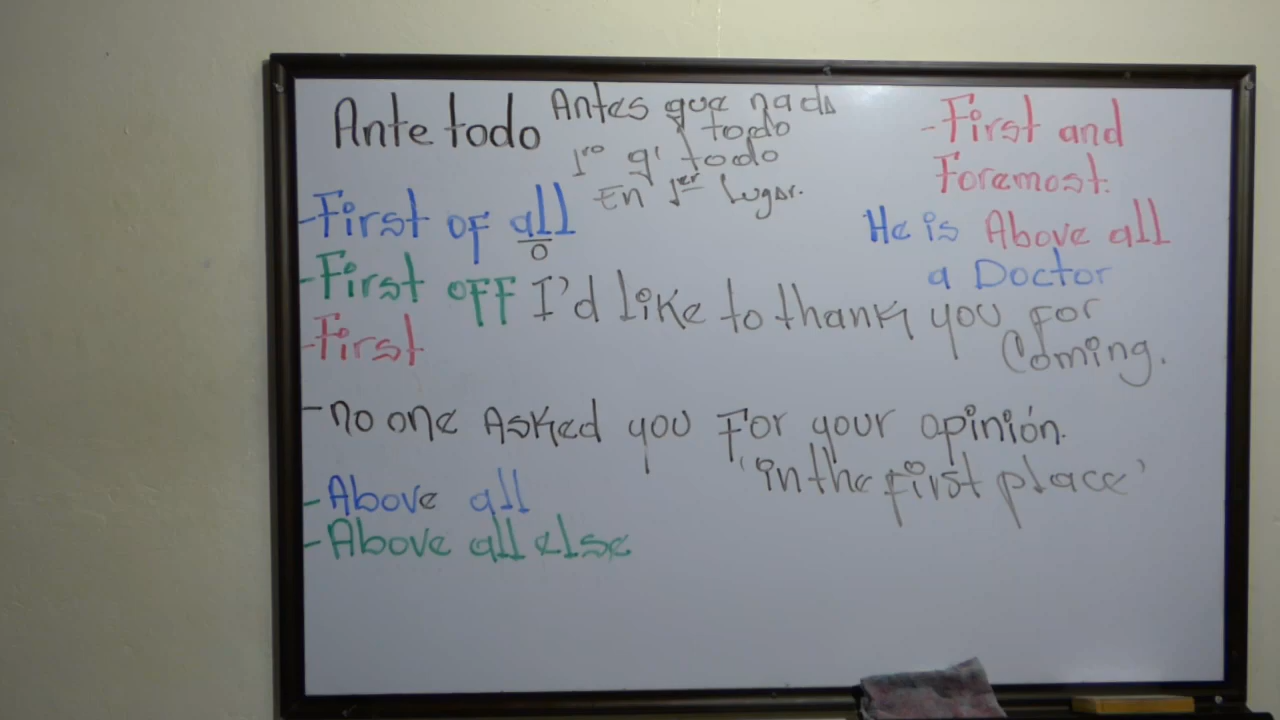 Ante todo
Antes que nada
todo
1ro q' todo
En 1er lugar.
-First of all
o
-First off I'd like to thank you for
Coming.
-First
-no one Asked you For your opinión.
'in the first place'
-Above all
-Above all else
-First and
Foremost.
He is Above all
a Doctor